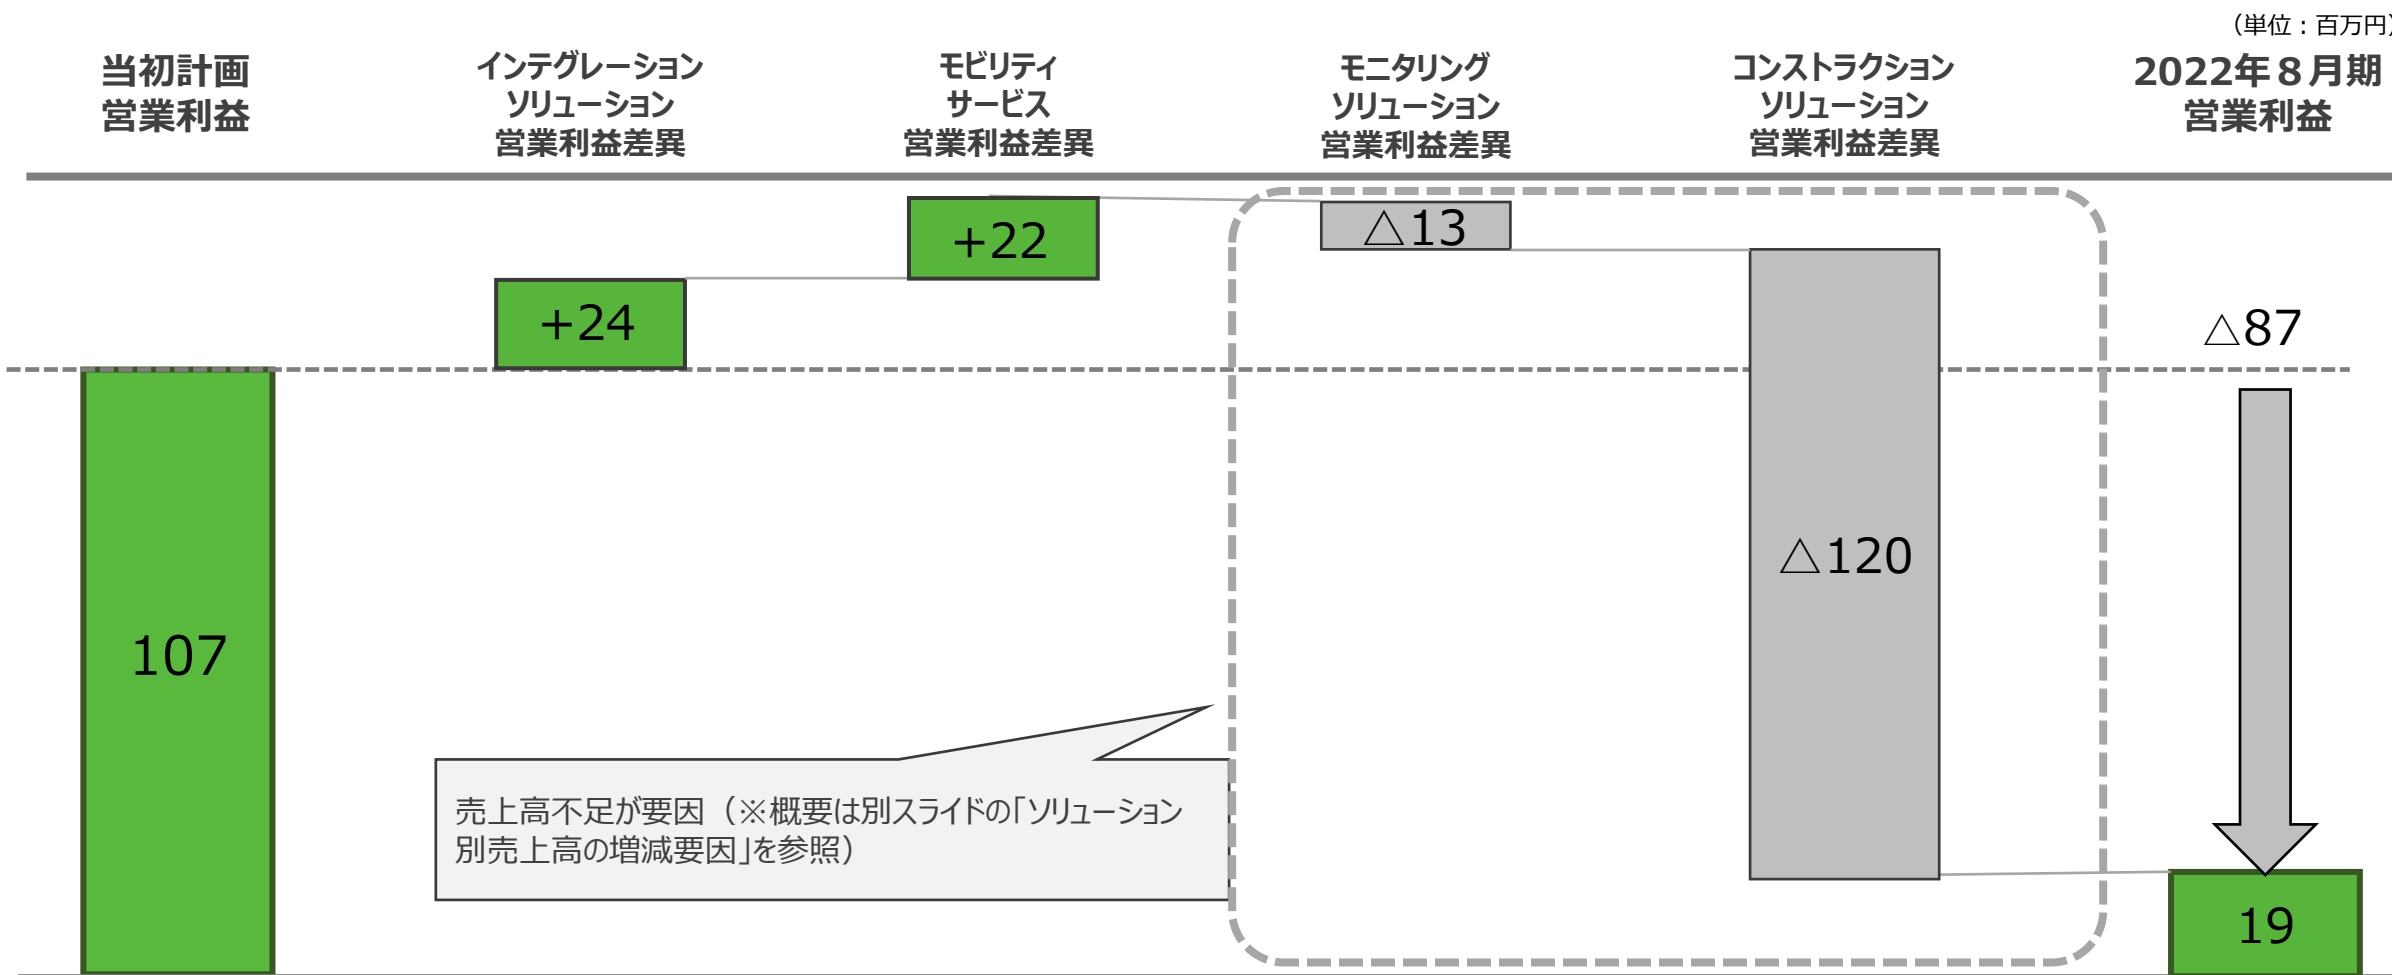 （単位：百万円）
当初計画
営業利益
インテグレーション
ソリューション
営業利益差異
モビリティ
サービス
営業利益差異
モニタリング
ソリューション
営業利益差異
コンストラクション
ソリューション
営業利益差異
2022年８月期
営業利益
107
+24
+22
△13
△120
△87
19
売上高不足が要因（※概要は別スライドの「ソリューション
別売上高の増減要因」を参照）